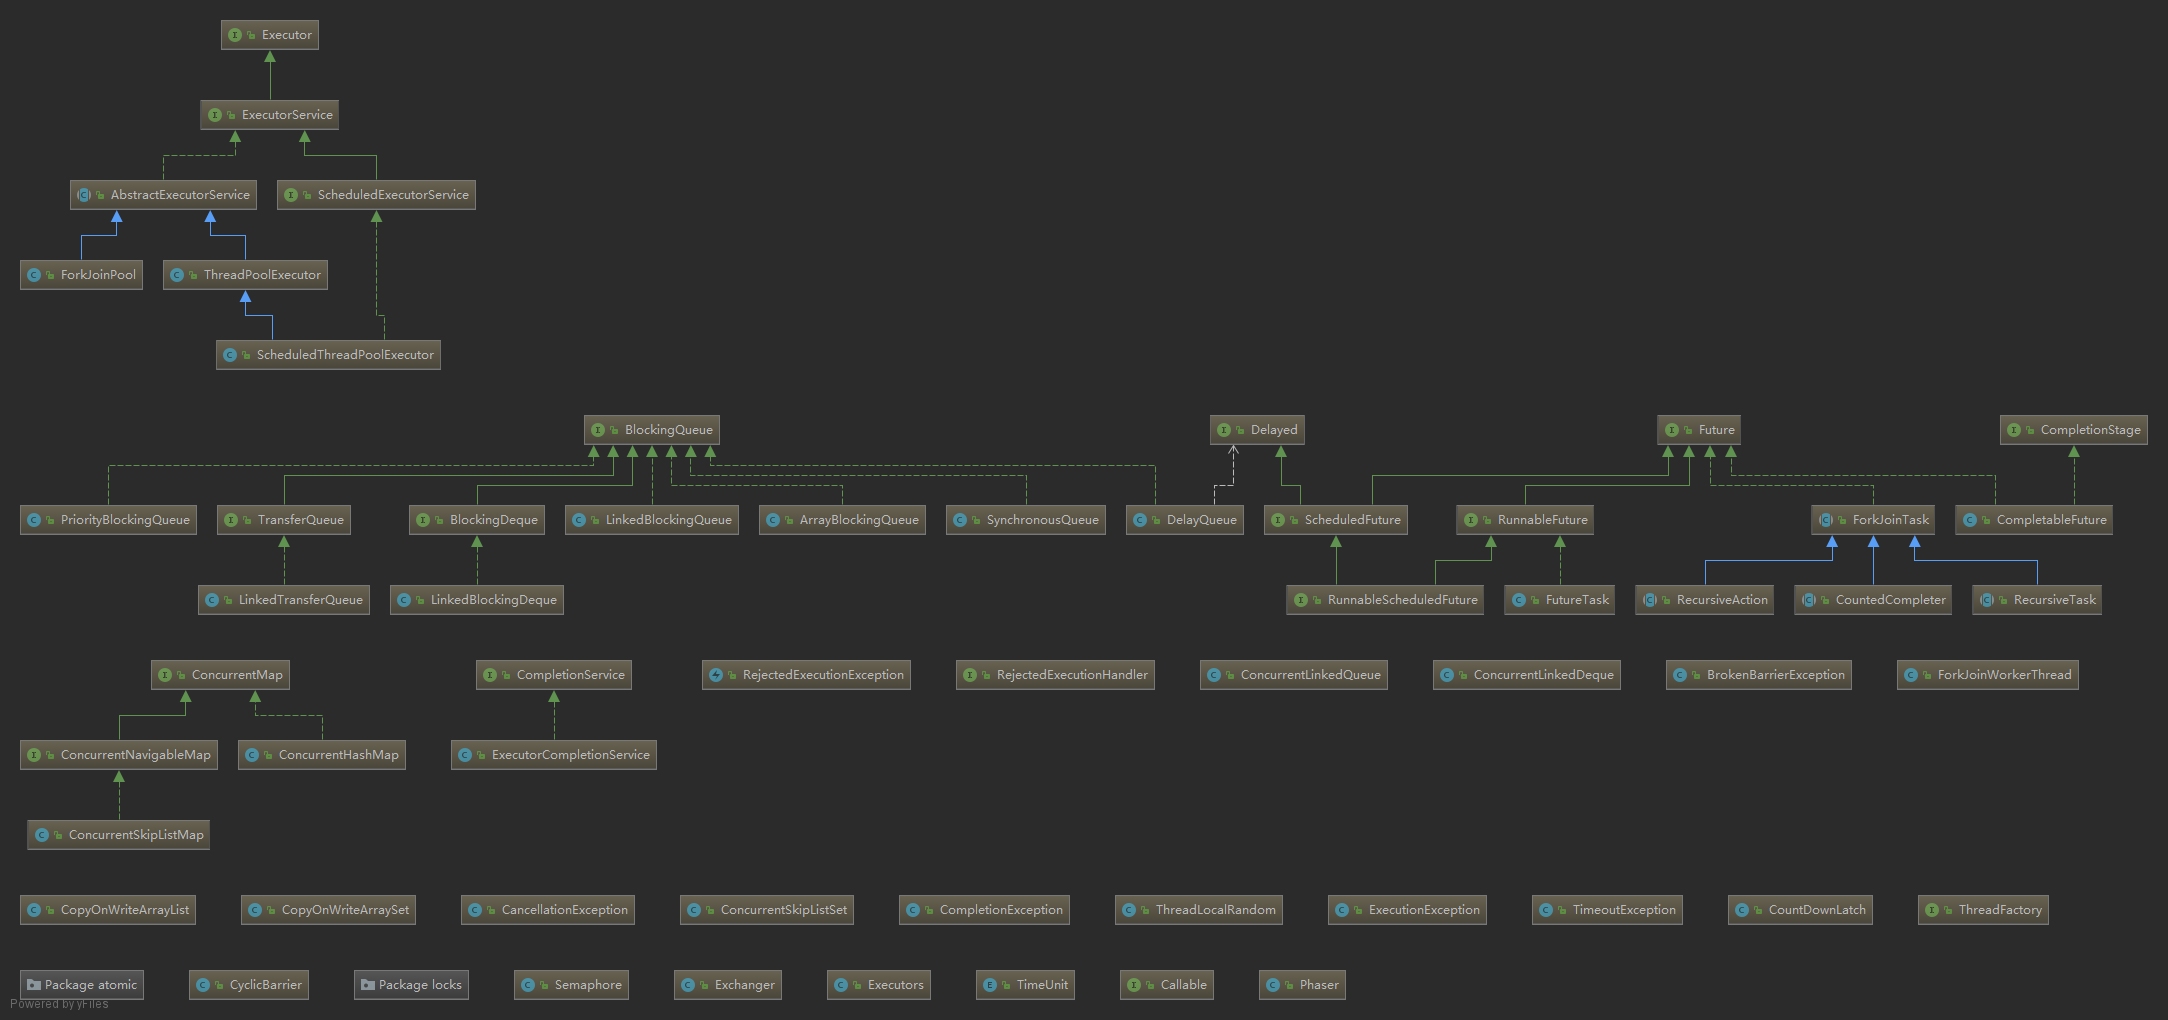 Executor
ExecutorService
AbstractExecutorService
ScheduledExecutorService
ForkJoinPool
ThreadPoolExecutor
ScheduledThreadPoolExecutor
BlockingQueue
Delayed
Future
CompletionStage
PriorityBlockingQueue
TransferQueue
BlockingDeque
LinkedBlockingQueue
ArrayBlockingQueue
SynchronousQueue
DelayQueue
ScheduledFuture
RunnableFuture
ForkJoinTask
CompletableFuture
LinkedTransferQueue
LinkedBlockingDeque
RunnableScheduledFuture
FutureTask
RecursiveAction
CountedCompleter
RecursiveTask
ConcurrentMap
CompletionService
RejectedExecutionException
RejectedExecutionHandler
ConcurrentLinkedQueue
ConcurrentLinkedDeque
BrokenBarrierException
ForkJoinWorkerThread
ConcurrentNavigableMap
ConcurrentHashMap
ExecutorCompletionService
ConcurrentSkipListMap
CopyOnWriteArrayList
CopyOnWriteArraySet
CancellationException
ConcurrentSkipListSet
CompletionException
ThreadLocalRandom
ExecutionException
TimeoutException
CountDownLatch
ThreadFactory
Package atomic
CyclicBarrier
Package locks
Semaphore
Exchanger
Executors
TimeUnit
Callable
Phaser
Powered by yFiles